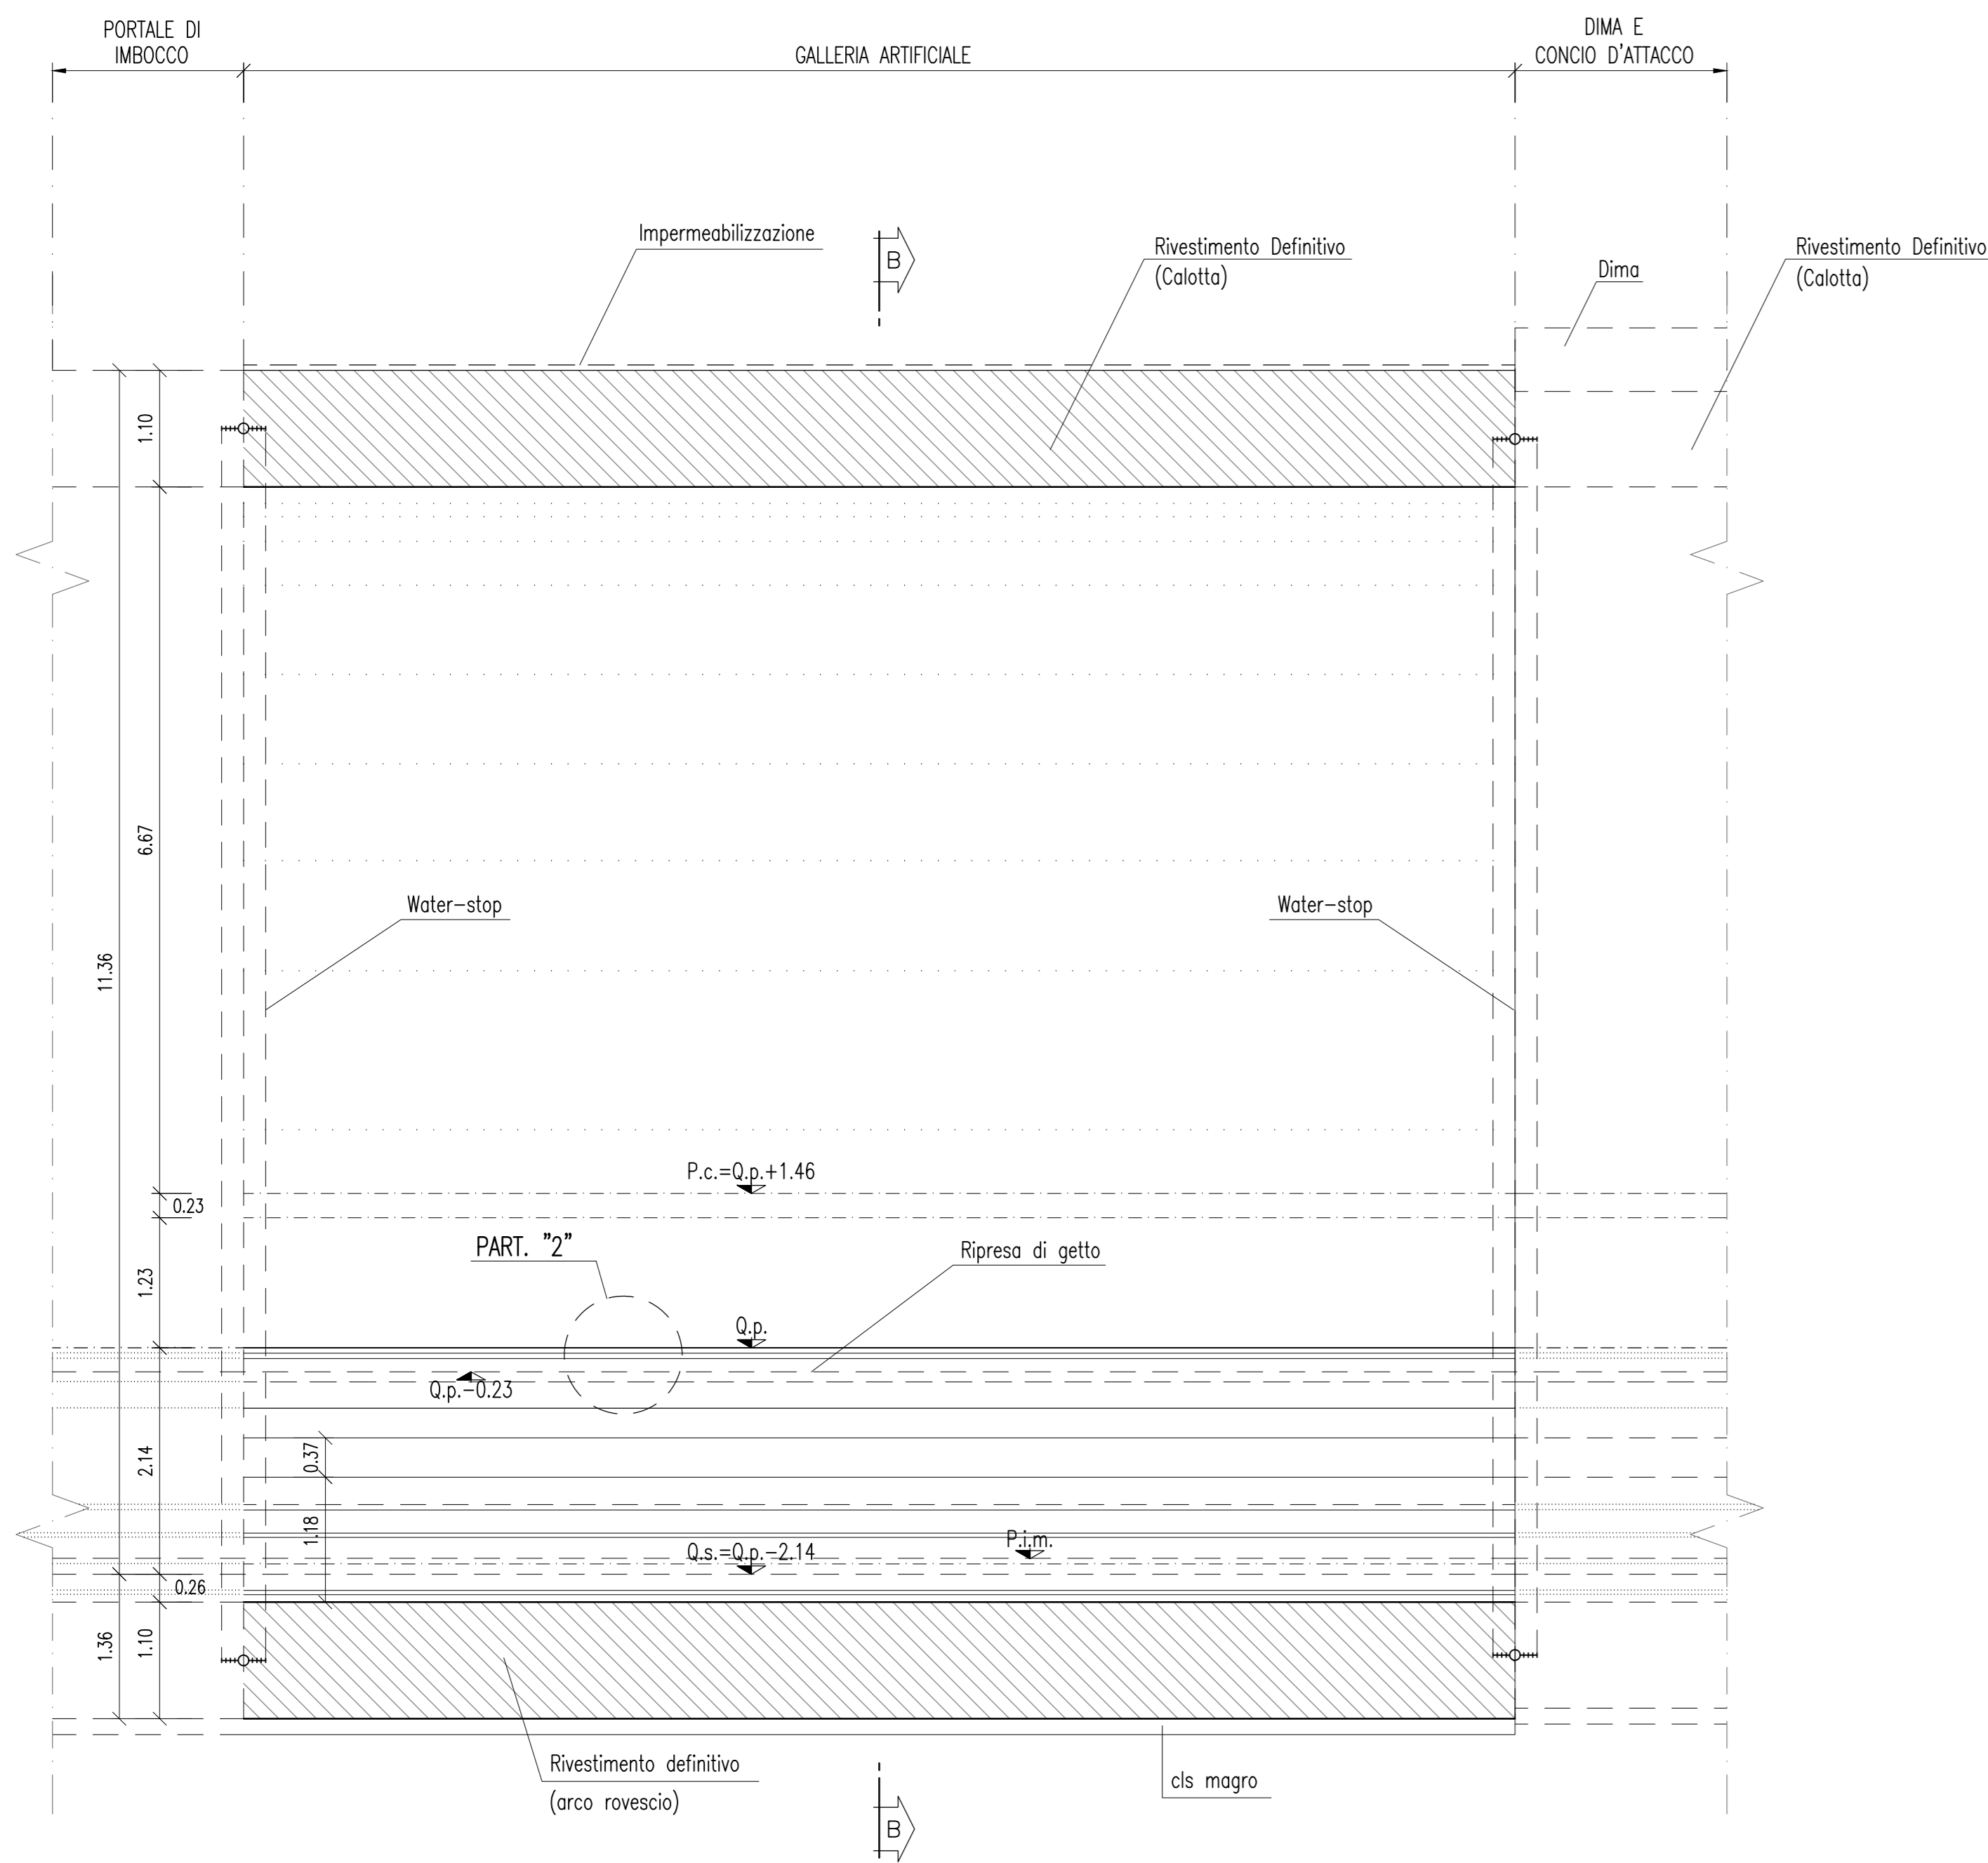 PORTALE DI
IMBOCCO
GALLERIA ARTIFICIALE
DIMA E
CONCIO D'ATTACCO
Impermeabilizzazione
B
Rivestimento Definitivo
(Calotta)
Dima
Rivestimento Definitivo
(Calotta)
1.10
6.67
Water-stop
Water-stop
11.36
P.c.=Q.p.+1.46
0.23
PART. "2"
Ripresa di getto
1.23
Q.p.
Q.p.-0.23
2.14
0.37
1.18
Q.s.=Q.p.-2.14
P.i.m.
0.26
1.36
1.10
Rivestimento definitivo
(arco rovescio)
cls magro
B